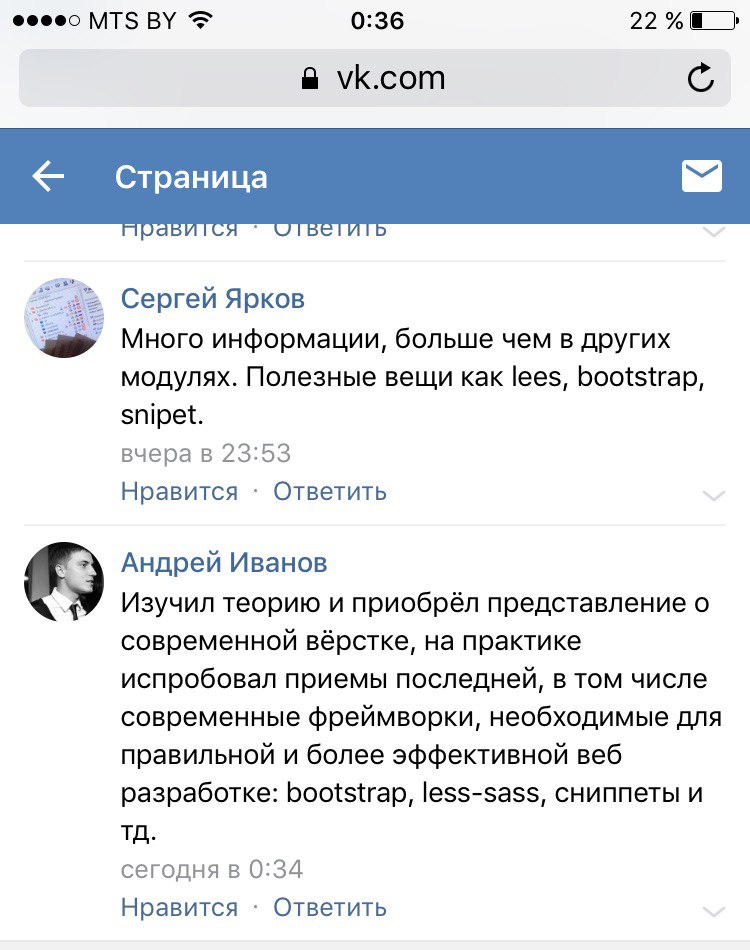 MTS BY 0:36 22 %
vk.com
Страница
Нравится · Ответить
Сергей Ярков
Много информации, больше чем в других
модулях. Полезные вещи как lees, bootstrap,
snipet.
вчера в 23:53
Нравится · Ответить
Андрей Иванов
Изучил теорию и приобрёл представление о
современной вёрстке, на практике
испробовал приемы последней, в том числе
современные фреймворки, необходимые для
правильной и более эффективной веб
разработке: bootstrap, less-sass, сниппеты и
тд.
сегодня в 0:34
Нравится · Ответить